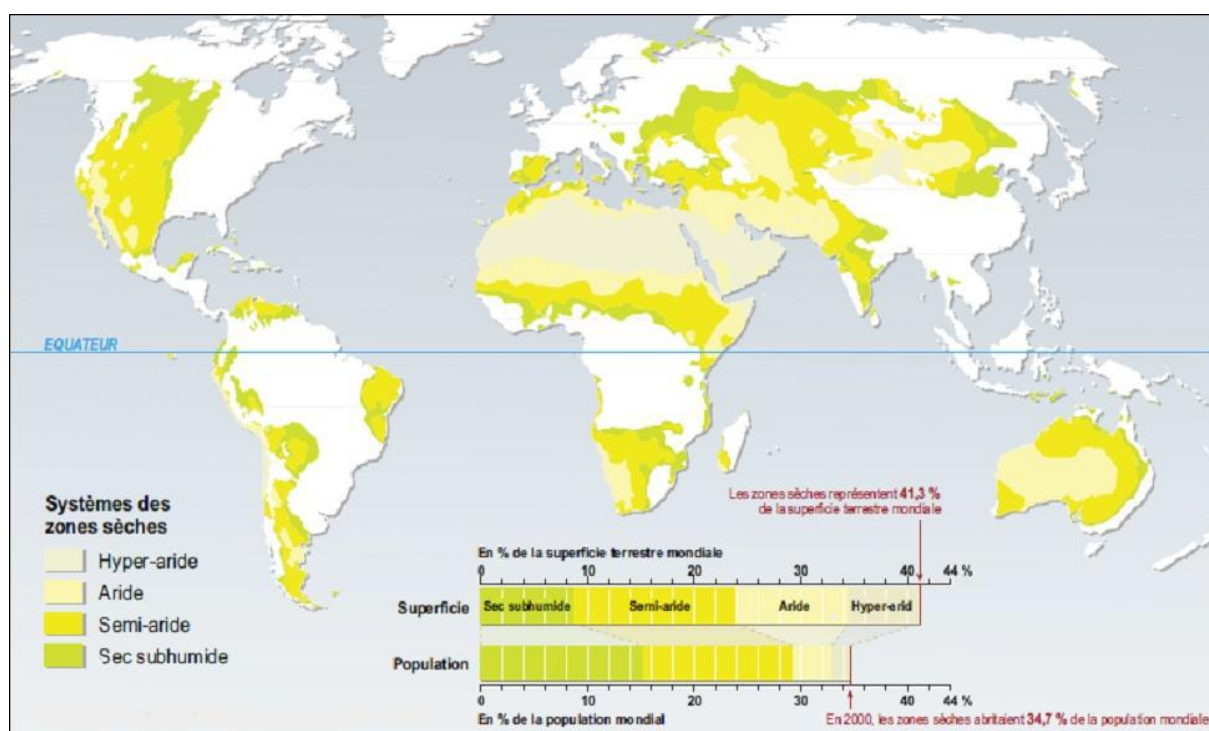 EQUATEUR
Systèmes des
zones sèches
Hyper-aride
Aride
Semi-aride
Sec subhumide
Les zones sèches représentent 41,3 %
de la superficie terrestre mondiale
En % de la superficie terrestre mondiale
0 10 20 30 40 44 %
Superficie Sec subhumide Semi-aride Aride Hyper-arid
Population
0 10 20 30 40 44 %
En % de la population mondial
En 2000, les zones sèches abritaient 34,7 % de la population mondiale